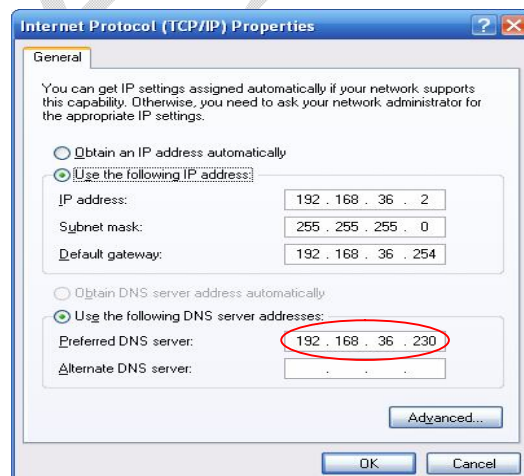 Internet Protocol (TCP/IP) Properties
General
You can get IP settings assigned automatically if your network supports
this capability. Otherwise, you need to ask your network administrator for
the appropriate IP settings.
Obtain an IP address automatically
Use the following IP address:
IP address: 192 . 168 . 36 . 2
Subnet mask: 255 . 255 . 255 . 0
Default gateway: 192 . 168 . 36 . 254
Obtain DNS server address automatically
Use the following DNS server addresses:
Preferred DNS server: 192 . 168 . 36 . 230
Alternate DNS server: . . .
Advanced...
OK Cancel